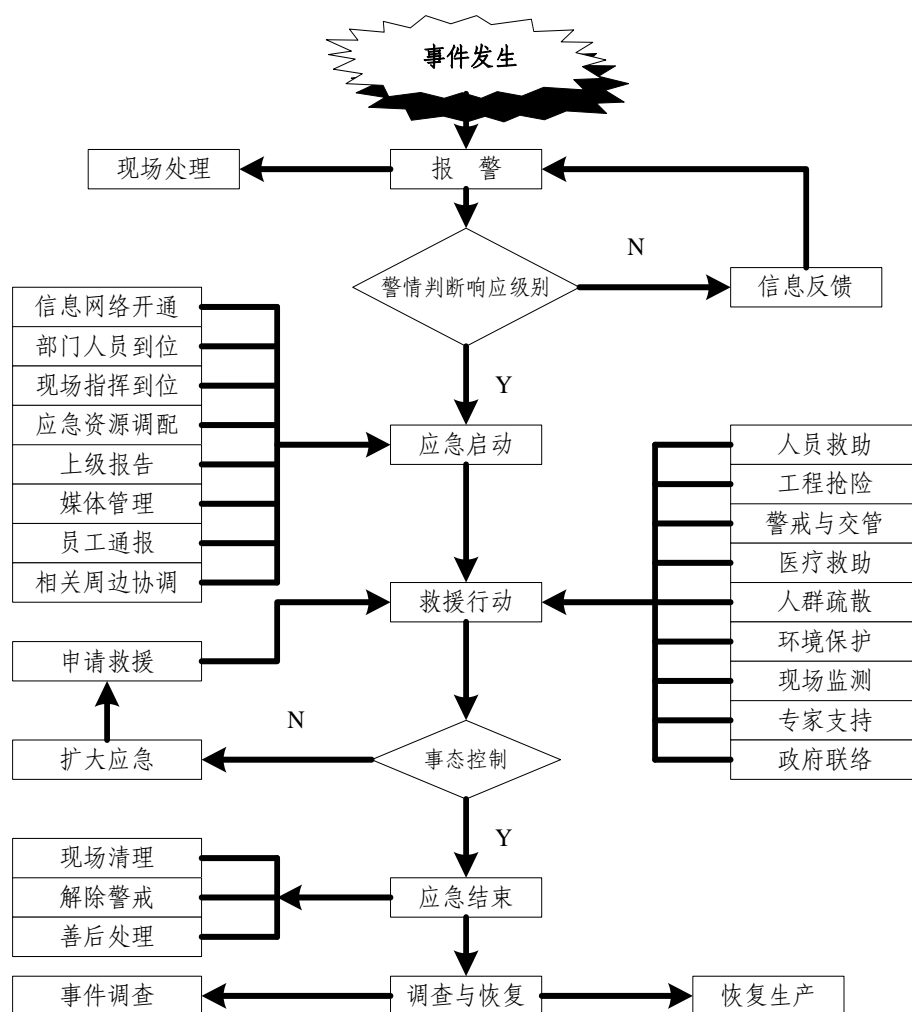 事件发生
现场处理
报 警
N
警情判断响应级别
信息反馈
信息网络开通
部门人员到位
现场指挥到位
应急资源调配
上级报告
媒体管理
员工通报
相关周边协调
Y
应急启动
人员救助
工程抢险
警戒与交管
医疗救助
人群疏散
环境保护
现场监测
专家支持
政府联络
救援行动
申请救援
N
扩大应急
事态控制
Y
现场清理
解除警戒
善后处理
应急结束
事件调查
调查与恢复
恢复生产